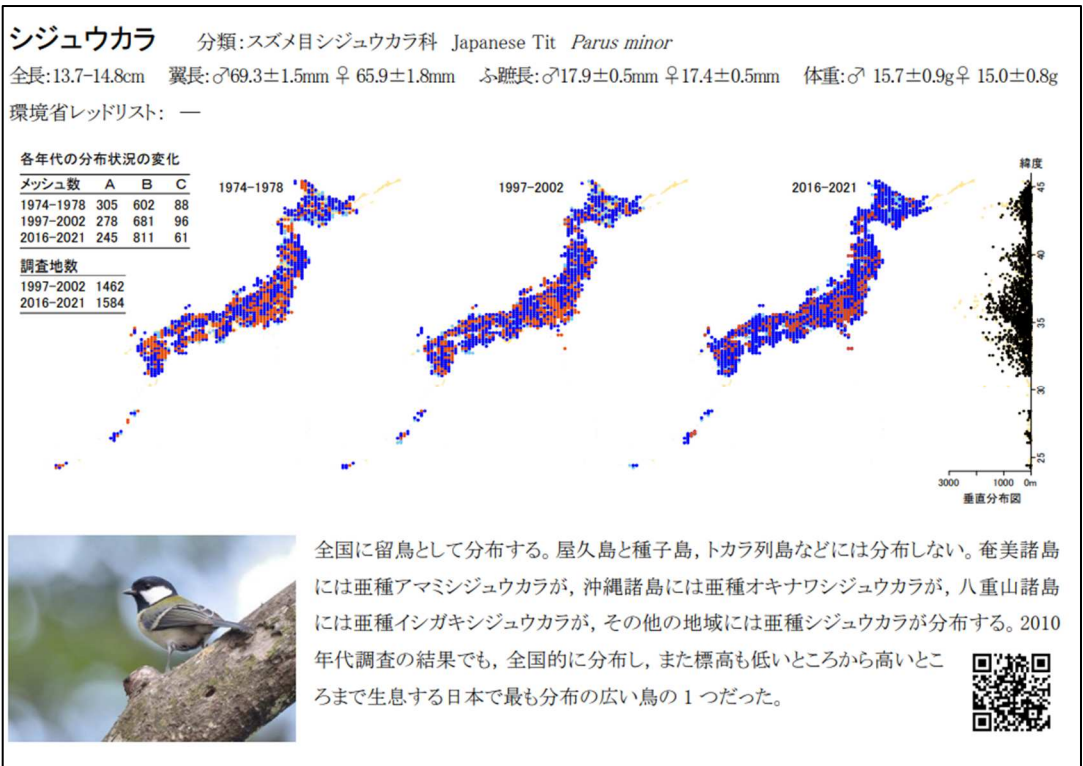 シジュウカラ 分類:スズメ目シジュウカラ科 Japanese Tit Parus minor
全長:13.7-14.8cm 翼長:♂69.3±1.5mm ♀ 65.9±1.8mm ふ蹠長:♂17.9±0.5mm ♀17.4±0.5mm 体重:♂ 15.7±0.9g♀ 15.0±0.8g
環境省レッドリスト: ―
各年代の分布状況の変化
メッシュ数 A B C
1974-1978 305 602 88
1997-2002 278 681 96
2016-2021 245 811 61
調査地数
1997-2002 1462
2016-2021 1584
1974-1978
1997-2002
2016-2021
緯度
45
40
35
30
25
3000 1000 0m
垂直分布図
全国に留鳥として分布する。屋久島と種子島,トカラ列島などには分布しない。奄美諸島
には亜種アマミシジュウカラが,沖縄諸島には亜種オキナワシジュウカラが,八重山諸島
には亜種イシガキシジュウカラが,その他の地域には亜種シジュウカラが分布する。2010
年代調査の結果でも,全国的に分布し,また標高も低いところから高いとこ
ろまで生息する日本で最も分布の広い鳥の 1 つだった。